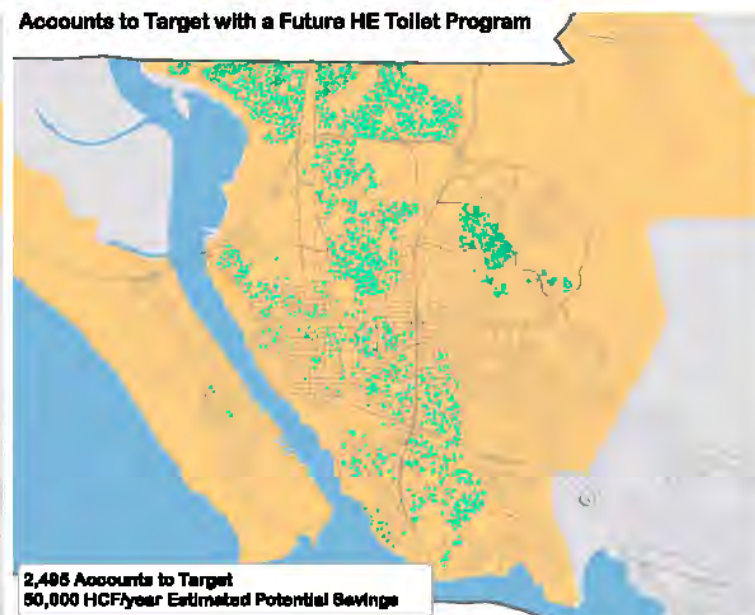 Accounts to Target with a Future HE Toilet Program
2,495 Accounts to Target
50,000 HCF/year Estimated Potential Savings